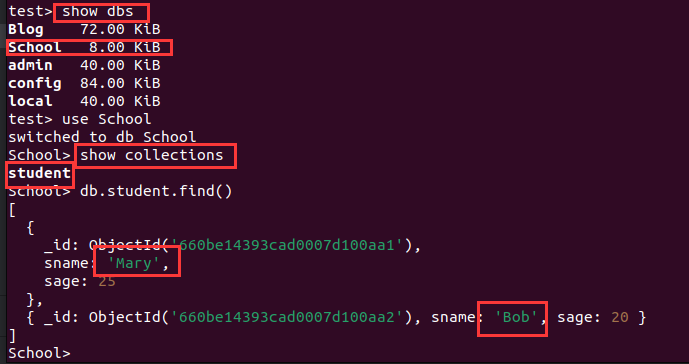 test> show dbs
Blog 72.00 KiB
School 8.00 KiB
admin 40.00 KiB
config 84.00 KiB
local 40.00 KiB
test> use School
switched to db School
School> show collections
student
School> db.student.find()
[
{
_id: ObjectId('660be14393cad0007d100aa1'),
sname: 'Mary',
sage: 25
},
{ _id: ObjectId('660be14393cad0007d100aa2'), sname: 'Bob', sage: 20 }
]
School>